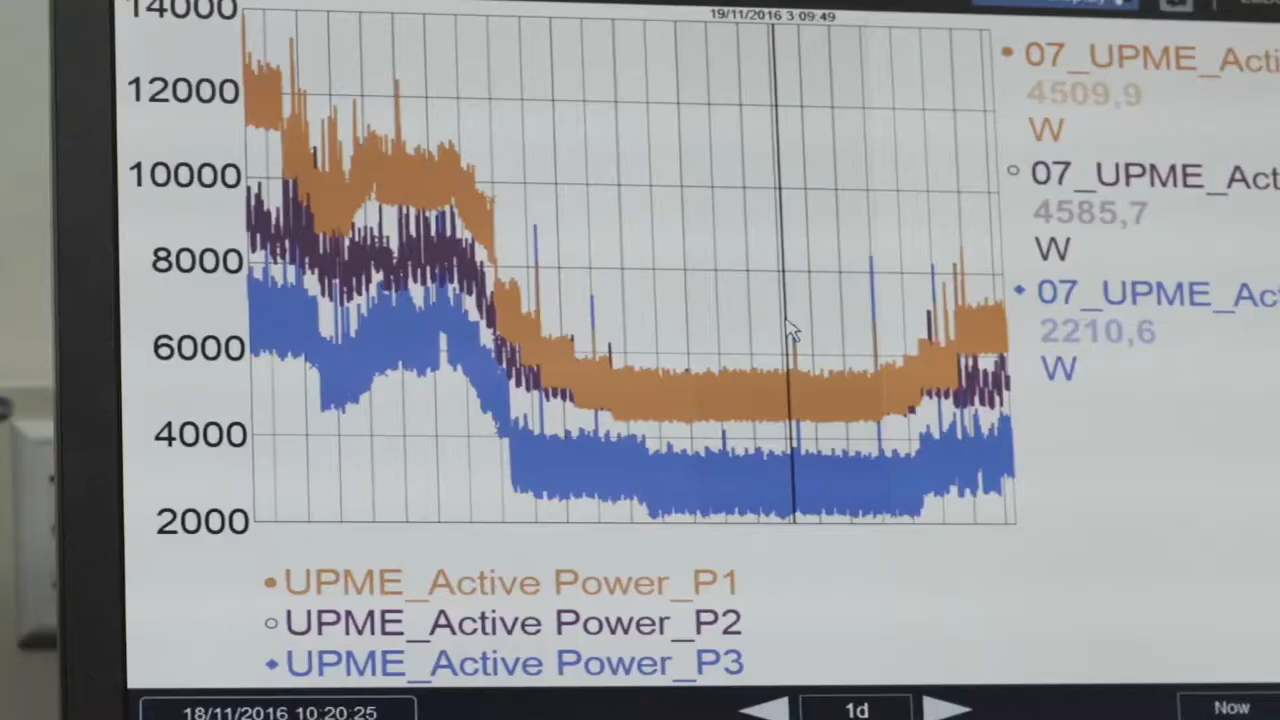 14000
19/11/2016 3:09:49
12000
10000
8000
6000
4000
2000
07_UPME_Acti
4509,9
W
07_UPME_Act
4585,7
W
07_UPME_Ac
2210,6
W
UPME_Active Power_P1
UPME_Active Power_P2
UPME_Active Power_P3
18/11/2016 10:20:25
1d
Now